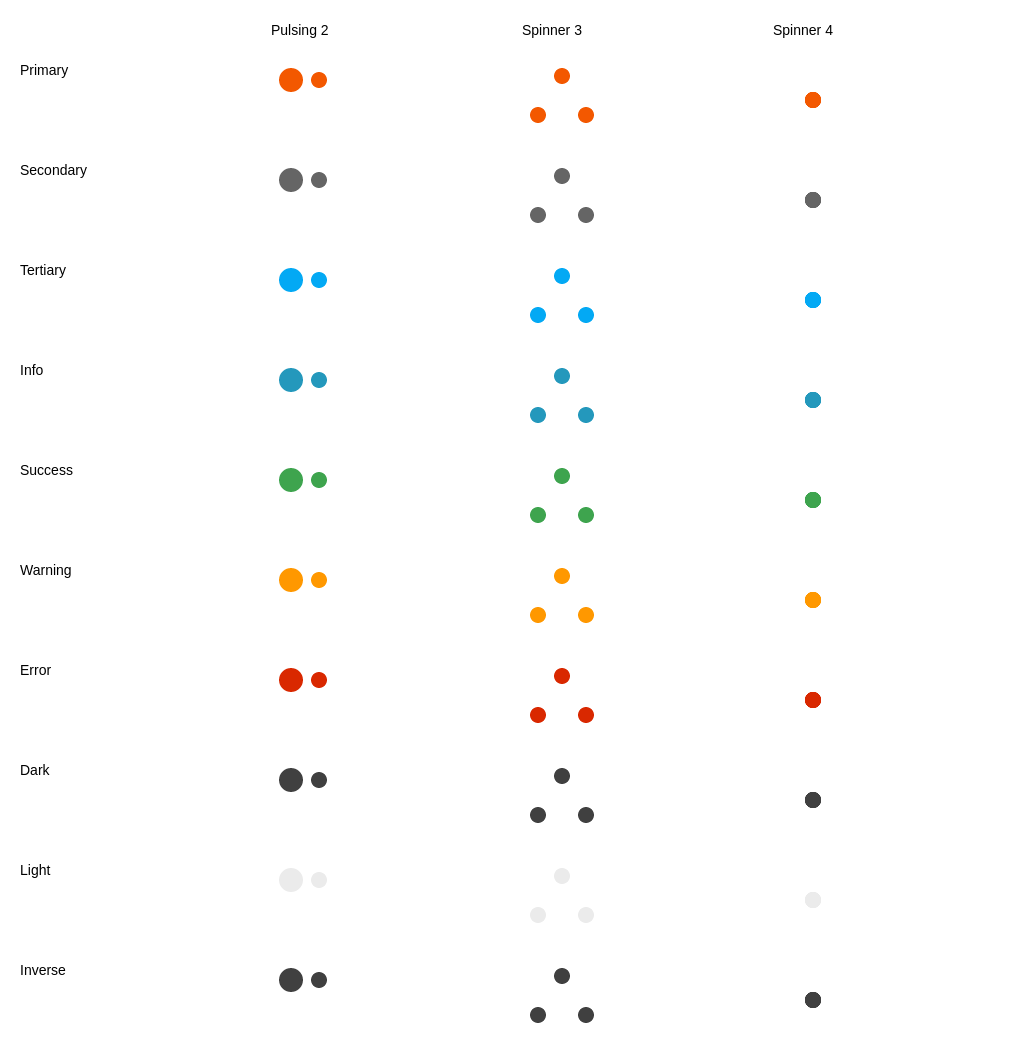 Pulsing 2 Spinner 3 Spinner 4
Primary
Secondary
Tertiary
Info
Success
Warning
Error
Dark
Light
Inverse